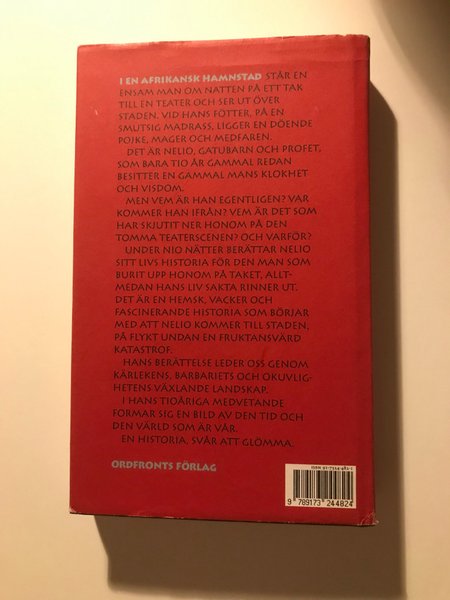 I EN AFRIKANSK HAMNSTAD STÅR EN
ENSAM MAN OM NATTEN PÅ ETT TAK
TILL EN TEATER OCH SER UT ÖVER
STADEN. VID HANS FÖTTER, PÅ EN
SMUTSIG MADRASS, LIGGER EN DÖENDE
POJKE, MAGER OCH MEDFAREN.
DET ÄR NELIO, GATUBARN OCH PROFET,
SOM BARA TIO ÅR GAMMAL REDAN
BESITTER EN GAMMAL MANS KLOKHET
OCH VISDOM.
MEN VEM ÄR HAN EGENTLIGEN? VAR
KOMMER HAN IFRÅN? VEM ÄR DET SOM
HAR SKJUTIT NER HONOM PÅ DEN
TOMMA TEATERSCENEN? OCH VARFÖR?
UNDER NIO NÄTTER BERÄTTAR NELIO
SITT LIVS HISTORIA FÖR DEN MAN SOM
BURIT UPP HONOM PÅ TAKET, ALLT-
MEDAN HANS LIV SAKTA RINNER UT.
DET ÄR EN HEMSK, VACKER OCH
FASCINERANDE HISTORIA SOM BÖRJAR
MED ATT NELIO KOMMER TILL STADEN,
PÅ FLYKT UNDAN EN FRUKTANSVÄRD
KATASTROF.
HANS BERÄTTELSE LEDER OSS GENOM
KÄRLEKENS, BARBARIETS OCH OKUVLIG-
HETENS VÄXLANDE LANDSKAP.
I HANS TIOÅRIGA MEDVETANDE
FORMAR SIG EN BILD AV DEN TID OCH
DEN VÄRLD SOM ÄR VÅR.
EN HISTORIA, SVÅR ATT GLÖMMA.
ORDFRONTS FÖRLAG
ISBN 91-7324-482-2
9 789173 244824